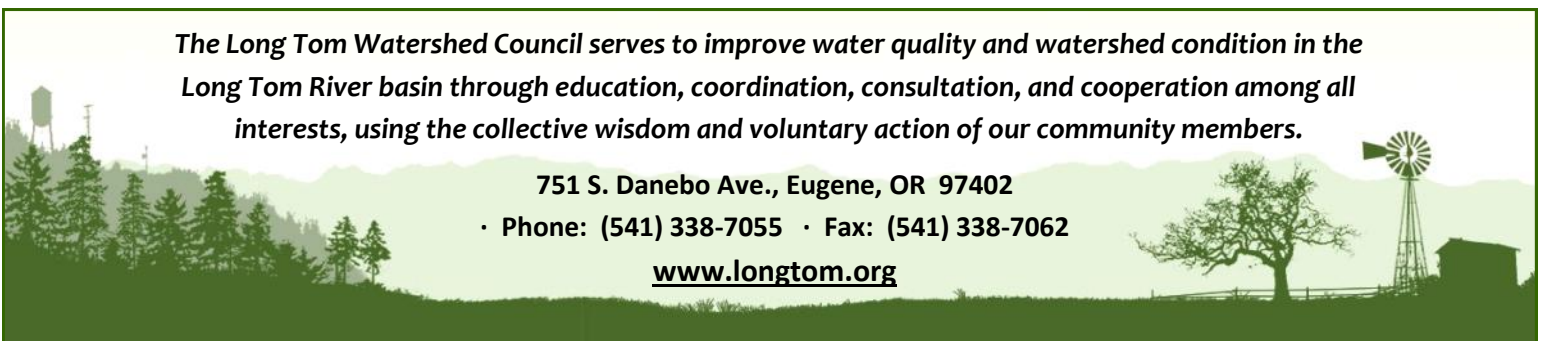 The Long Tom Watershed Council serves to improve water quality and watershed condition in the
Long Tom River basin through education, coordination, consultation, and cooperation among all
interests, using the collective wisdom and voluntary action of our community members.
751 S. Danebo Ave., Eugene, OR  97402
·  Phone:  (541) 338-7055  ·  Fax:  (541) 338-7062
www.longtom.org